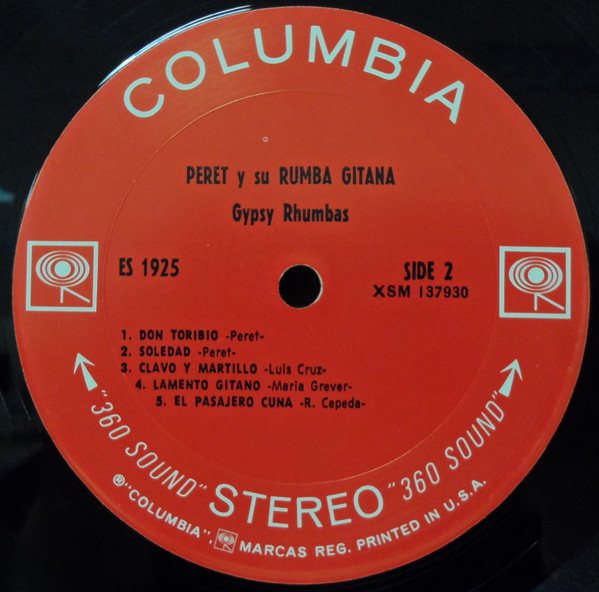 COLUMBIA
PERET y su RUMBA GITANA
Gypsy Rhumbas
ES 1925
SIDE 2
XSM 137930
1. DON TORIBIO -Peret-
2. SOLEDAD -Peret-
3. CLAVO Y MARTILLO -Luis Cruz-
4. LAMENTO GITANO -Maria Grever-
5. EL PASAJERO CUNA -R. Cepeda-
"360 SOUND" STEREO "360 SOUND"
®"COLUMBIA", MARCAS REG. PRINTED IN U.S.A.